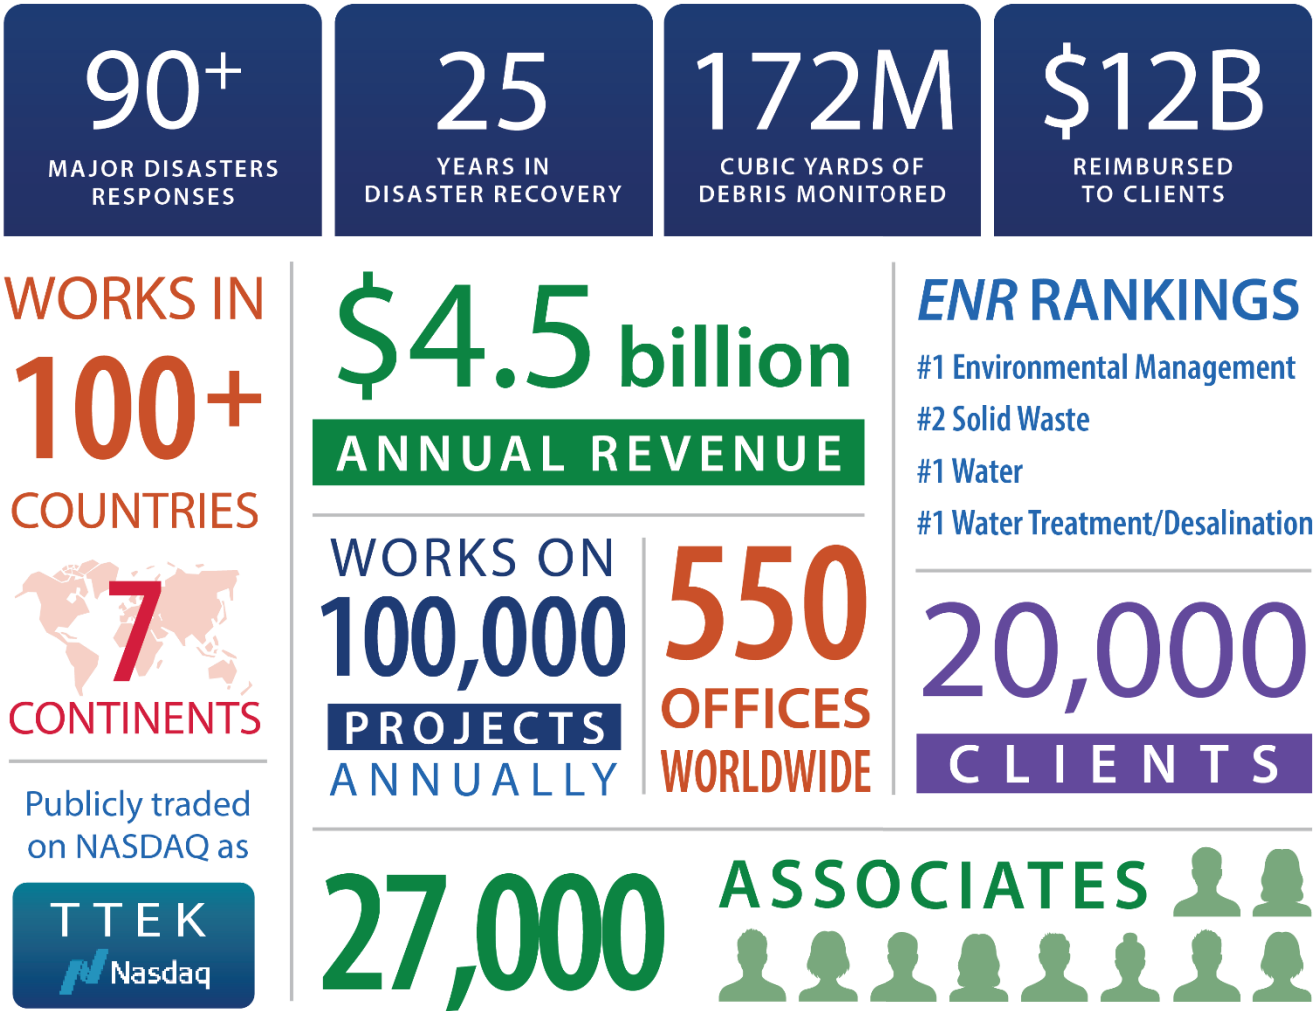 90+
MAJOR DISASTERS
RESPONSES
25
YEARS IN
DISASTER RECOVERY
172M
CUBIC YARDS OF
DEBRIS MONITORED
$12B
REIMBURSED
TO CLIENTS
WORKS IN
100+
COUNTRIES
7
CONTINENTS
Publicly traded
on NASDAQ as
TTEK
Nasdaq
$4.5 billion
ANNUAL REVENUE
WORKS ON
100,000
PROJECTS
ANNUALLY
550
OFFICES
WORLDWIDE
ENR RANKINGS
#1 Environmental Management
#2 Solid Waste
#1 Water
#1 Water Treatment/Desalination
20,000
CLIENTS
27,000
ASSOCIATES